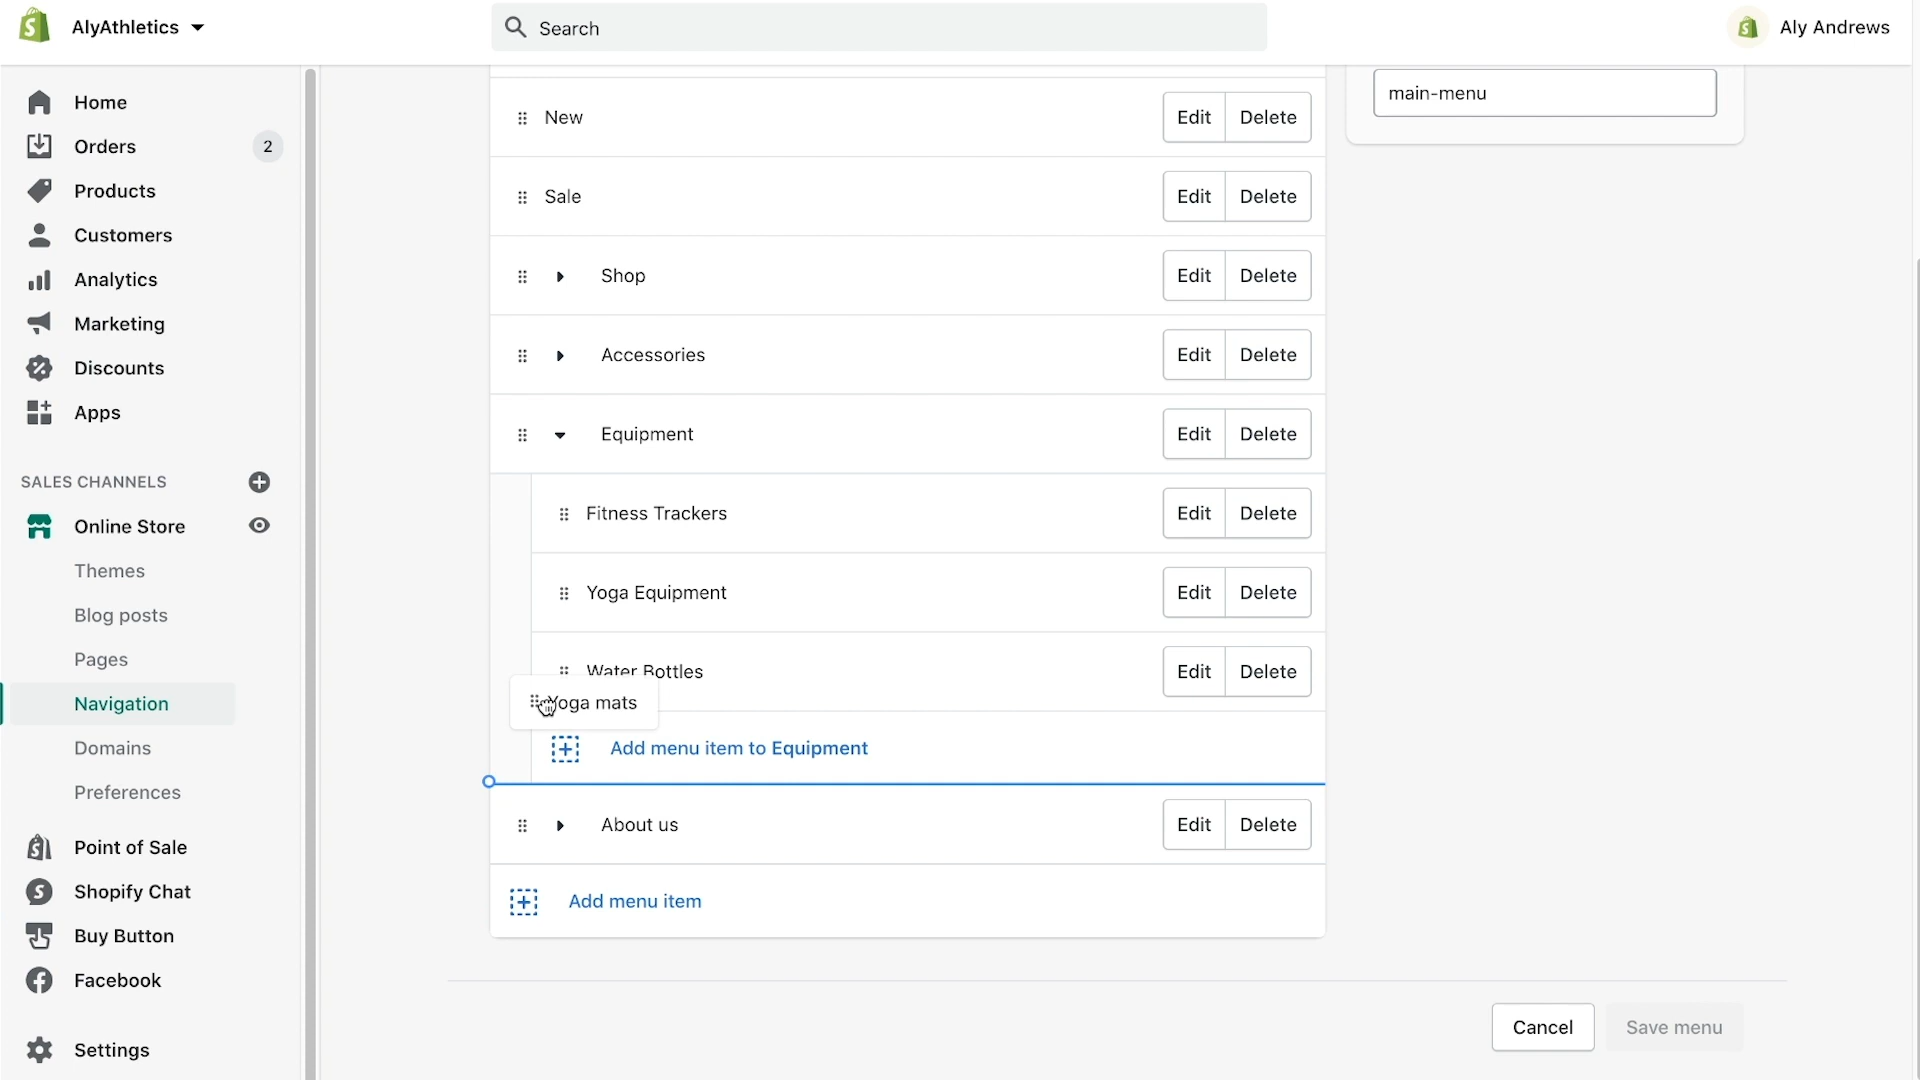 AlyAthletics
Search
Aly Andrews
Home
Orders 2
Products
Customers
Analytics
Marketing
Discounts
Apps
SALES CHANNELS
Online Store
Themes
Blog posts
Pages
Navigation
Domains
Preferences
Point of Sale
Shopify Chat
Buy Button
Facebook
Settings
New Edit Delete
Sale Edit Delete
Shop Edit Delete
Accessories Edit Delete
Equipment Edit Delete
Fitness Trackers Edit Delete
Yoga Equipment Edit Delete
Water Bottles Edit Delete
Yoga mats
Add menu item to Equipment
About us Edit Delete
Add menu item
main-menu
Cancel Save menu